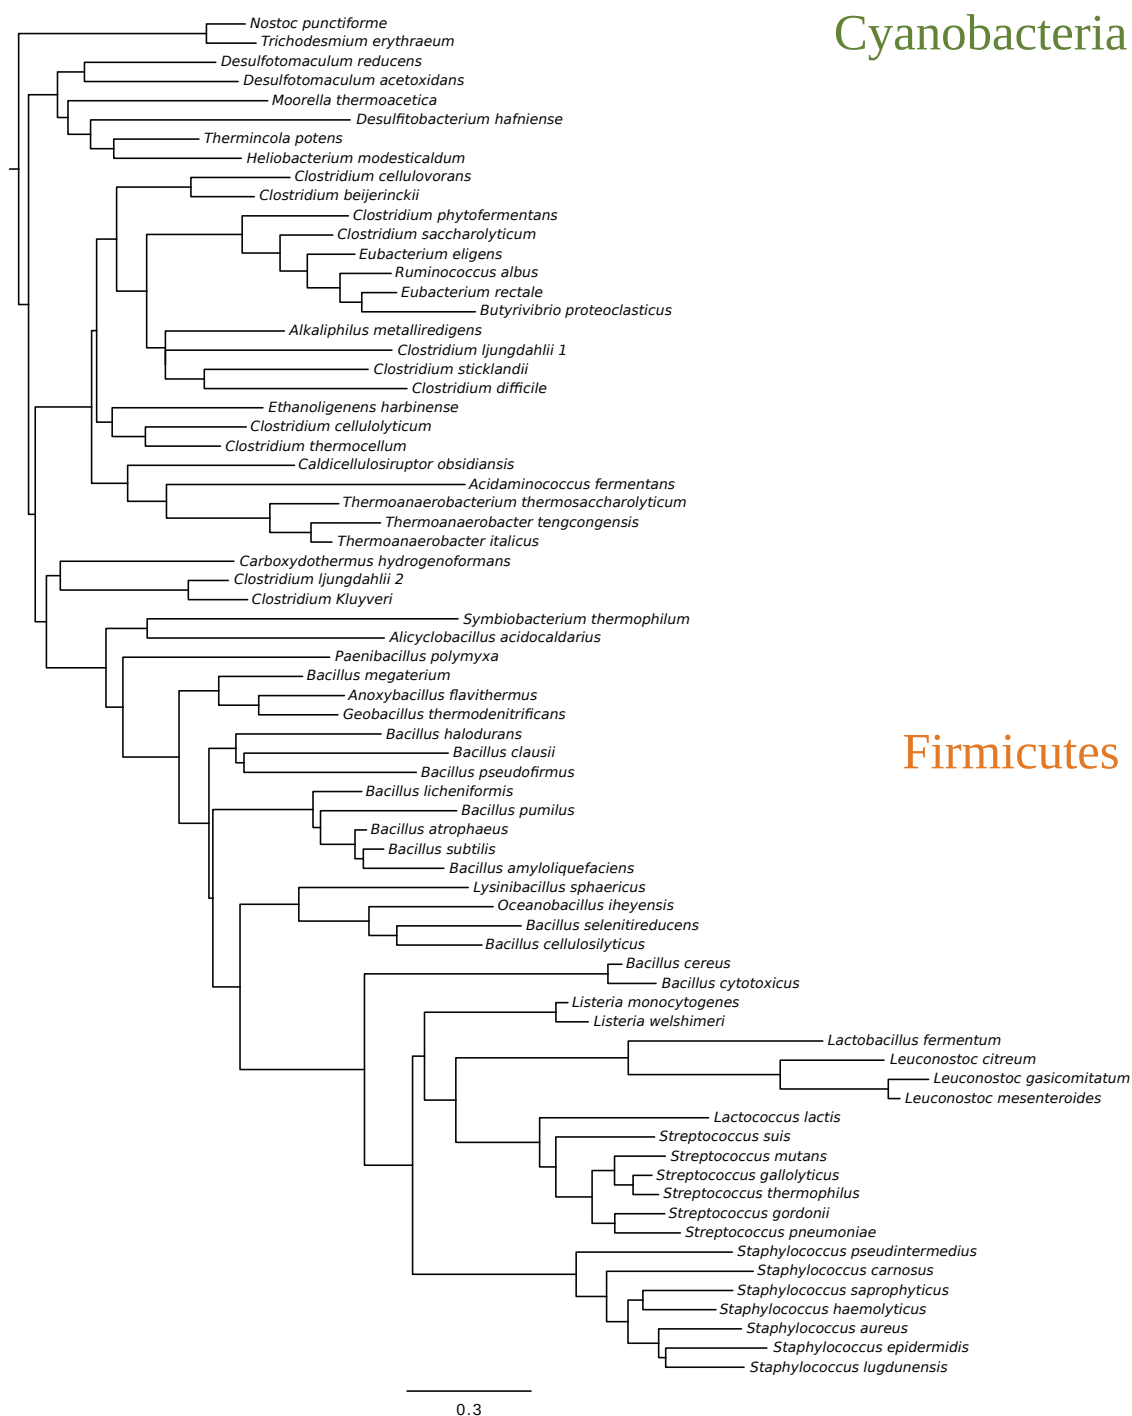 Cyanobacteria
Nostoc punctiforme
Trichodesmium erythraeum
Desulfotomaculum reducens
Desulfotomaculum acetoxidans
Moorella thermoacetica
Desulfitobacterium hafniense
Thermincola potens
Heliobacterium modesticaldum
Clostridium cellulovorans
Clostridium beijerinckii
Clostridium phytofermentans
Clostridium saccharolyticum
Eubacterium eligens
Ruminococcus albus
Eubacterium rectale
Butyrivibrio proteoclasticus
Alkaliphilus metalliredigens
Clostridium ljungdahlii 1
Clostridium sticklandii
Clostridium difficile
Ethanoligenens harbinense
Clostridium cellulolyticum
Clostridium thermocellum
Caldicellulosiruptor obsidiansis
Acidaminococcus fermentans
Thermoanaerobacterium thermosaccharolyticum
Thermoanaerobacter tengcongensis
Thermoanaerobacter italicus
Carboxydothermus hydrogenoformans
Clostridium ljungdahlii 2
Clostridium Kluyveri
Symbiobacterium thermophilum
Alicyclobacillus acidocaldarius
Paenibacillus polymyxa
Bacillus megaterium
Anoxybacillus flavithermus
Geobacillus thermodenitrificans
Bacillus halodurans
Firmicutes
Bacillus clausii
Bacillus pseudofirmus
Bacillus licheniformis
Bacillus pumilus
Bacillus atrophaeus
Bacillus subtilis
Bacillus amyloliquefaciens
Lysinibacillus sphaericus
Oceanobacillus iheyensis
Bacillus selenitireducens
Bacillus cellulosilyticus
Bacillus cereus
Bacillus cytotoxicus
Listeria monocytogenes
Listeria welshimeri
Lactobacillus fermentum
Leuconostoc citreum
Leuconostoc gasicomitatum
Leuconostoc mesenteroides
Lactococcus lactis
Streptococcus suis
Streptococcus mutans
Streptococcus gallolyticus
Streptococcus thermophilus
Streptococcus gordonii
Streptococcus pneumoniae
Staphylococcus pseudintermedius
Staphylococcus carnosus
Staphylococcus saprophyticus
Staphylococcus haemolyticus
Staphylococcus aureus
Staphylococcus epidermidis
Staphylococcus lugdunensis
0.3